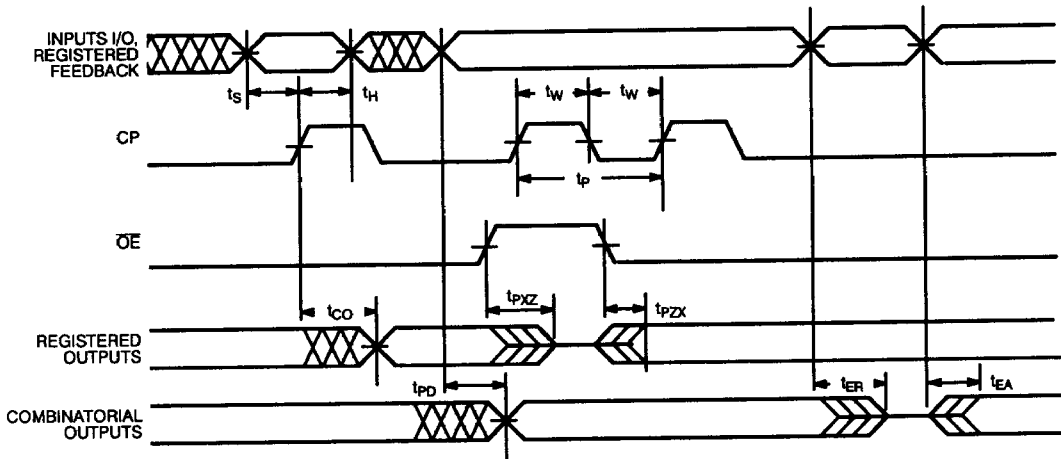 INPUTS I/O,
REGISTERED
FEEDBACK
tS
tH
tW
tW
CP
tP
OE
tPXZ
tPZX
tCO
REGISTERED
OUTPUTS
tPD
tER
tEA
COMBINATORIAL
OUTPUTS